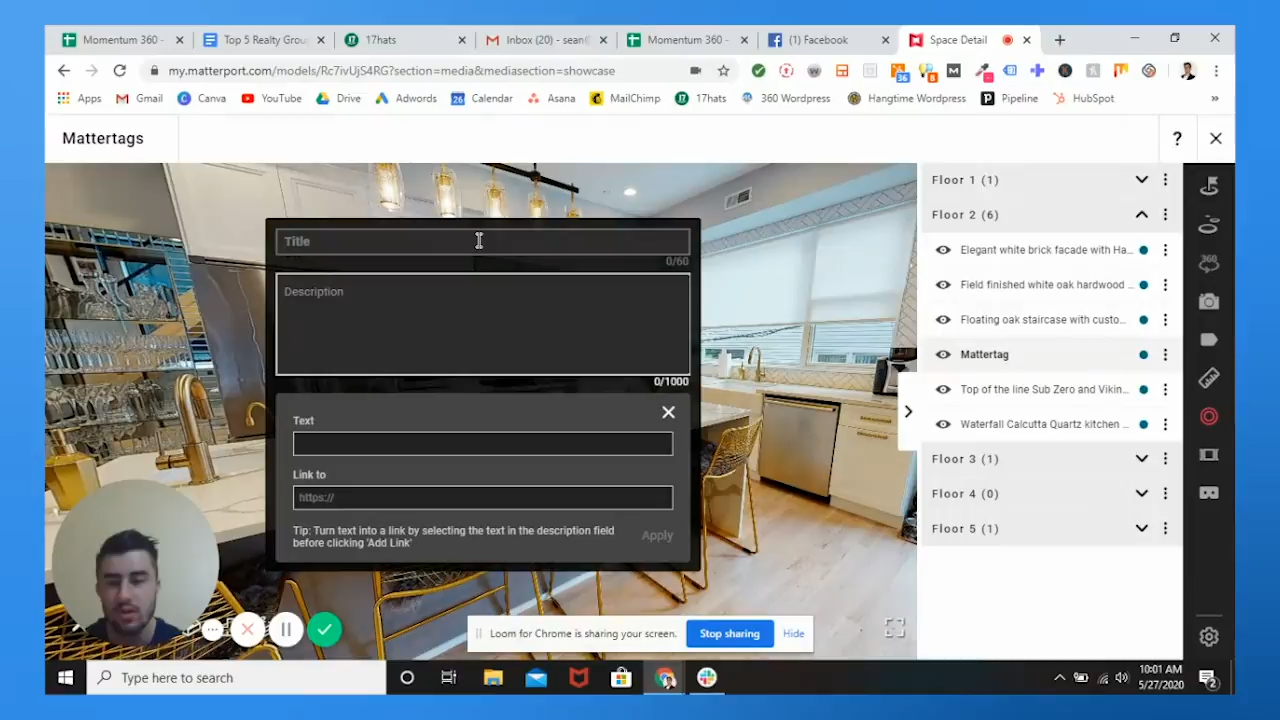 Momentum 360 -
Top 5 Realty Grou
17hats
Inbox (20) - sean@
Momentum 360 -
(1) Facebook
Space Detail
my.matterport.com/models/Rc7ivUjS4RG?section=media&mediasection=showcase
36
8
Apps
Gmail
Canva
YouTube
Drive
Adwords
26
Calendar
Asana
MailChimp
17hats
360 Wordpress
Hangtime Wordpress
Pipeline
HubSpot
»
Mattertags
?
Floor 1 (1)
Floor 2 (6)
Elegant white brick facade with Ha...
Field finished white oak hardwood ...
Floating oak staircase with custo...
Mattertag
Top of the line Sub Zero and Vikin...
Waterfall Calcutta Quartz kitchen ...
Floor 3 (1)
Floor 4 (0)
Floor 5 (1)
360
Title
0/60
Description
0/1000
Text
Link to
https://
Tip: Turn text into a link by selecting the text in the description field
before clicking 'Add Link'
Apply
Loom for Chrome is sharing your screen.
Stop sharing
Hide
Type here to search
10:01 AM
5/27/2020
2